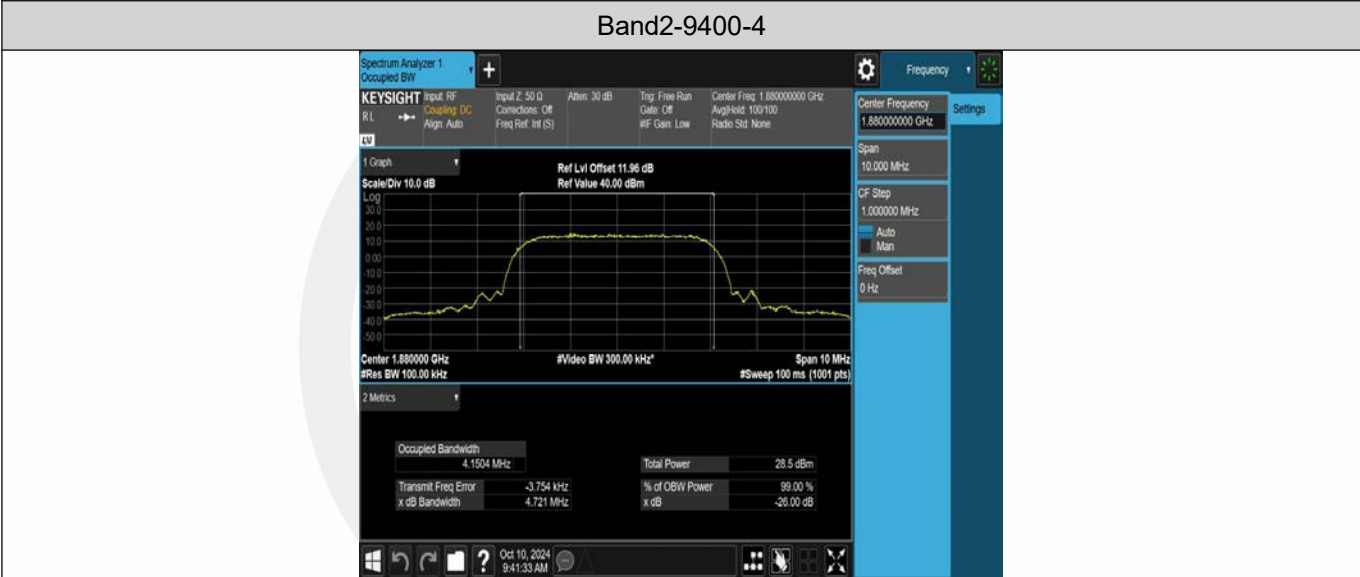 Band2-9400-4
Spectrum Analyzer 1
Occupied BW
+
Frequency
KEYSIGHT
R L
LXI
Input: RF
Coupling: DC
Align: Auto
Input Z: 50 Ω
Corrections: Off
Freq Ref: Int (S)
Atten: 30 dB
Trig: Free Run
Gate: Off
#IF Gain: Low
Center Freq: 1.880000000 GHz
Avg|Hold: 100/100
Radio Std: None
Center Frequency
1.880000000 GHz
Settings
Span
10.000 MHz
CF Step
1.000000 MHz
Auto
Man
Freq Offset
0 Hz
1 Graph
Ref Lvl Offset 11.96 dB
Scale/Div 10.0 dB
Ref Value 40.00 dBm
Log
30.0
20.0
10.0
0.00
-10.0
-20.0
-30.0
-40.0
-50.0
Center 1.880000 GHz
#Video BW 300.00 kHz*
Span 10 MHz
#Res BW 100.00 kHz
#Sweep 100 ms (1001 pts)
2 Metrics
Occupied Bandwidth
4.1504 MHz
Total Power 28.5 dBm
Transmit Freq Error -3.754 kHz
% of OBW Power 99.00 %
x dB Bandwidth 4.721 MHz
x dB -26.00 dB
?
Oct 10, 2024
9:41:33 AM